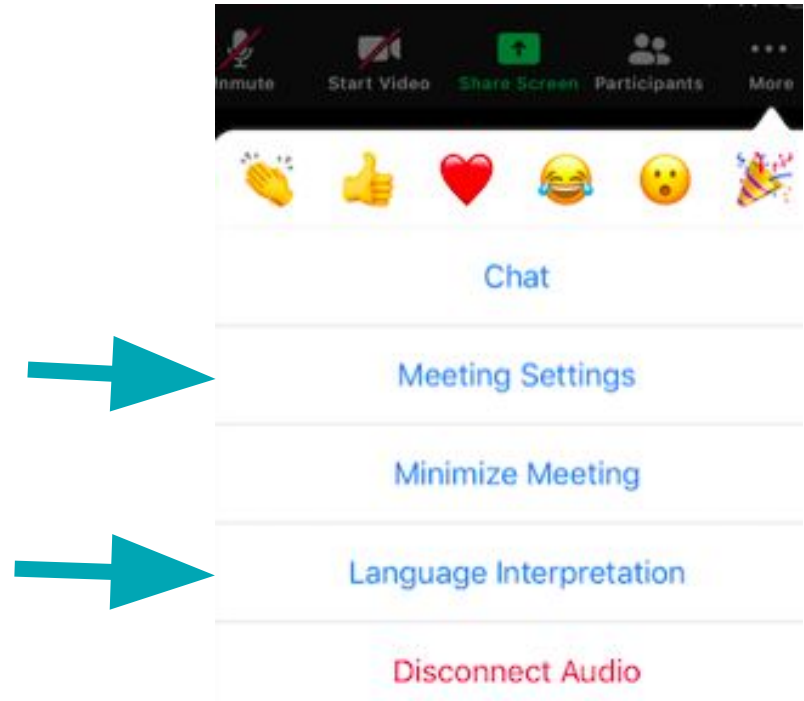 nmute Start Video Share Screen Participants More
Chat
Meeting Settings
Minimize Meeting
Language Interpretation
Disconnect Audio